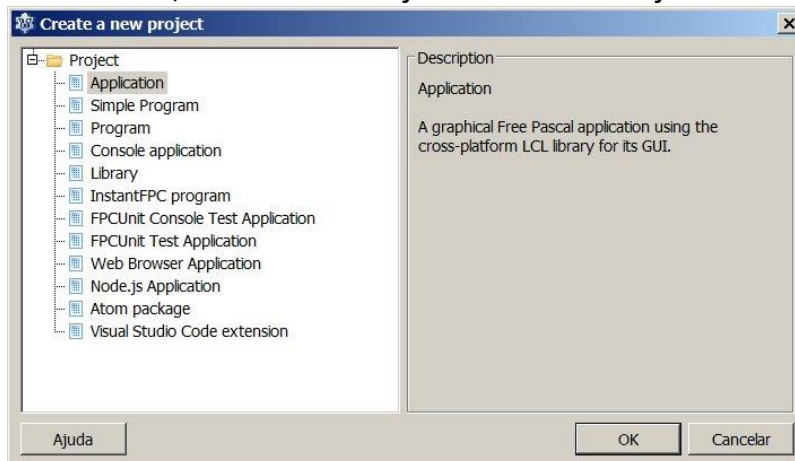 Create a new project
Project
Application
Simple Program
Program
Console application
Library
InstantFPC program
FPCUnit Console Test Application
FPCUnit Test Application
Web Browser Application
Node.js Application
Atom package
Visual Studio Code extension
Description
Application
A graphical Free Pascal application using the
cross-platform LCL library for its GUI.
Ajuda
OK
Cancelar